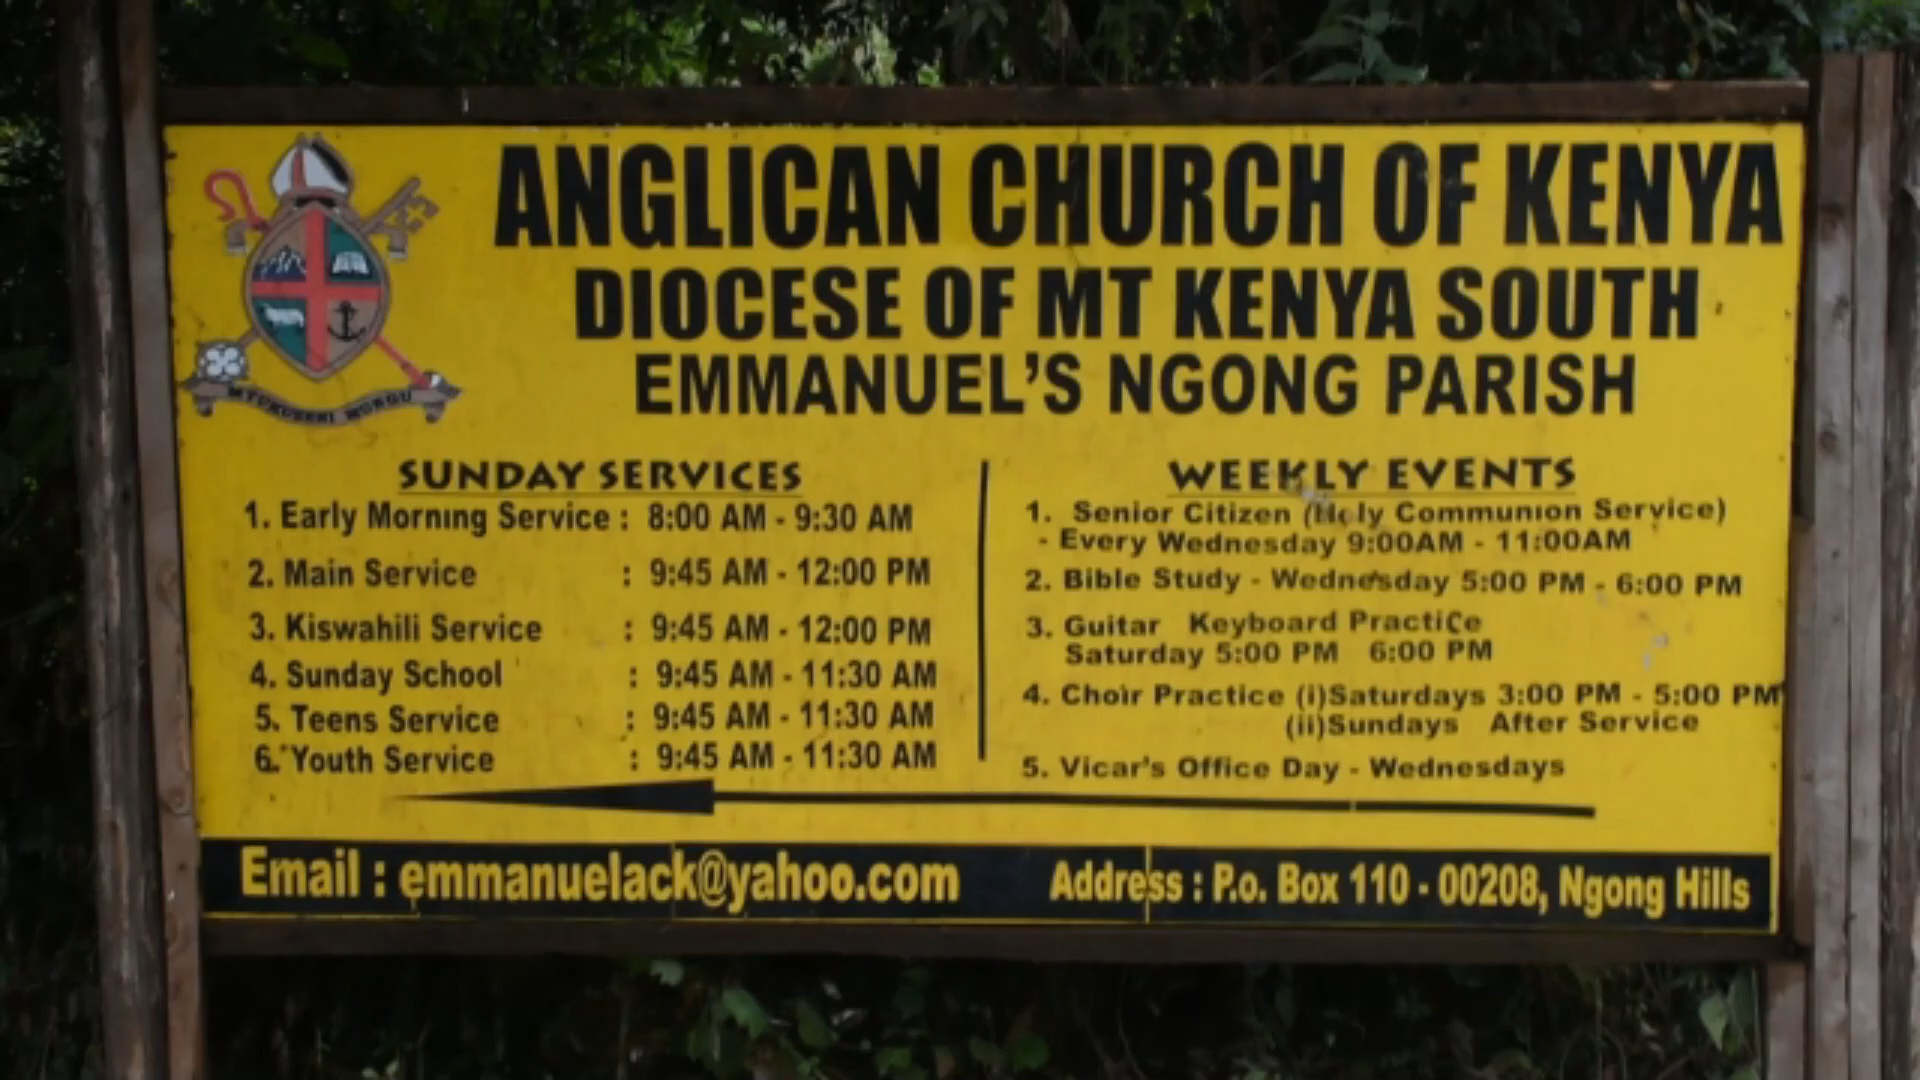 ANGLICAN CHURCH OF KENYA
DIOCESE OF MT KENYA SOUTH
EMMANUEL'S NGONG PARISH
SUNDAY SERVICES
1. Early Morning Service : 8:00 AM - 9:30 AM
2. Main Service : 9:45 AM - 12:00 PM
3. Kiswahili Service : 9:45 AM - 12:00 PM
4. Sunday School : 9:45 AM - 11:30 AM
5. Teens Service : 9:45 AM - 11:30 AM
6. Youth Service : 9:45 AM - 11:30 AM
WEEKLY EVENTS
1. Senior Citizen (Holy Communion Service)
- Every Wednesday 9:00AM - 11:00AM
2. Bible Study - Wednesday 5:00 PM - 6:00 PM
3. Guitar Keyboard Practice
Saturday 5:00 PM 6:00 PM
4. Choir Practice (i)Saturdays 3:00 PM - 5:00 PM
(ii)Sundays After Service
5. Vicar's Office Day - Wednesdays
Email : emmanuelack@yahoo.com
Address : P.o. Box 110 - 00208, Ngong Hills